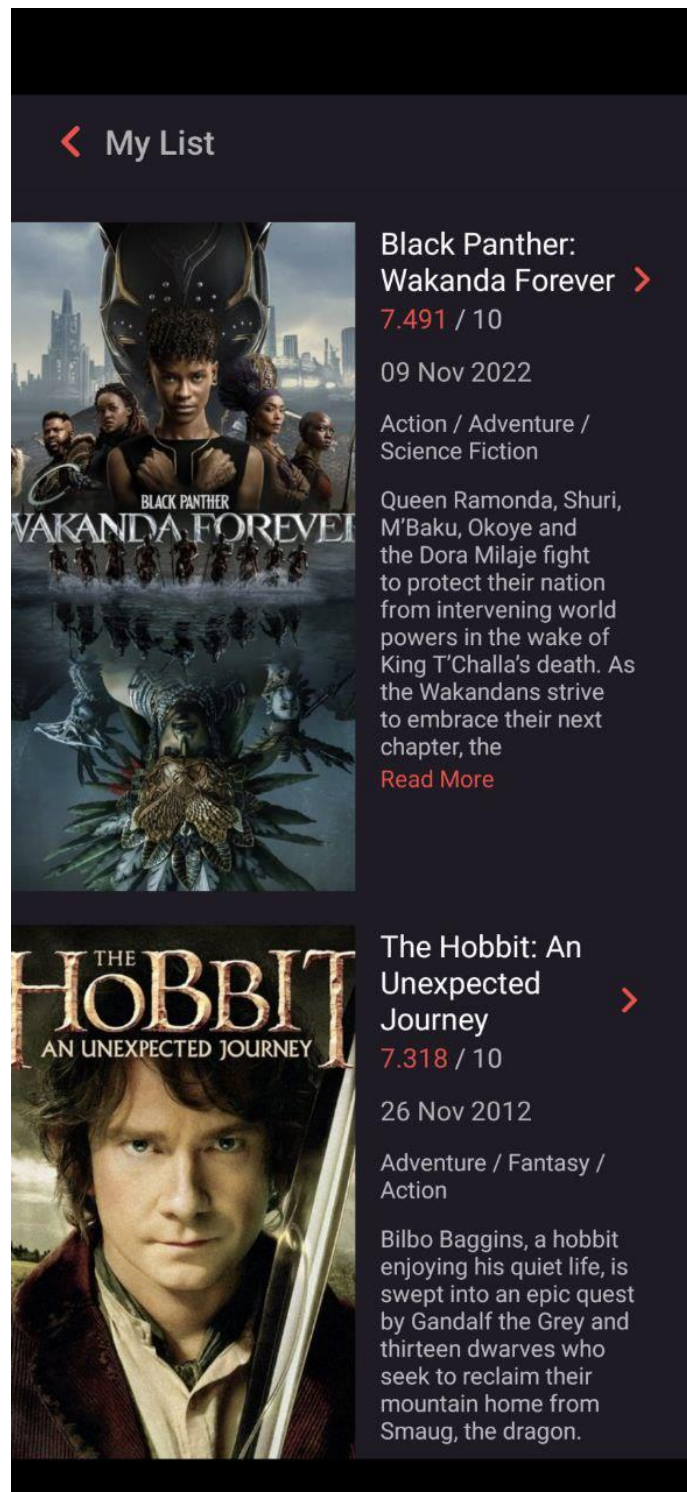 My List
Black Panther:
Wakanda Forever
7.491 / 10
09 Nov 2022
Action / Adventure /
Science Fiction
Queen Ramonda, Shuri,
M'Baku, Okoye and
the Dora Milaje fight
to protect their nation
from intervening world
powers in the wake of
King T'Challa's death. As
the Wakandans strive
to embrace their next
chapter, the
Read More
BLACK PANTHER
WAKANDA FOREVER
The Hobbit: An
Unexpected
Journey
7.318 / 10
26 Nov 2012
Adventure / Fantasy /
Action
Bilbo Baggins, a hobbit
enjoying his quiet life, is
swept into an epic quest
by Gandalf the Grey and
thirteen dwarves who
seek to reclaim their
mountain home from
Smaug, the dragon.
THE
HOBBIT
AN UNEXPECTED JOURNEY